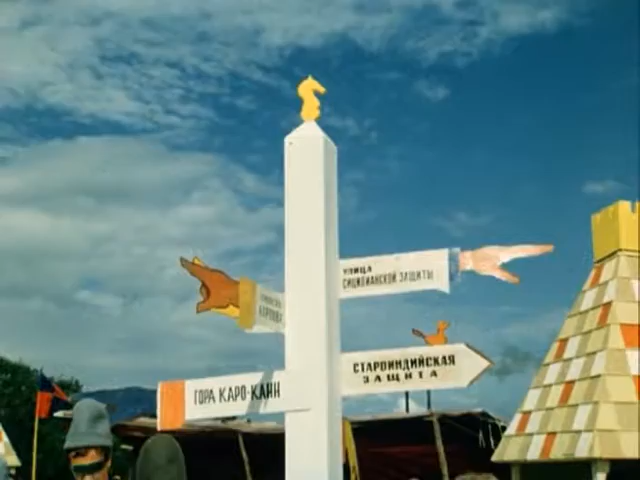 УЛИЦА
СИЦИЛИАНСКОЙ ЗАЩИТЫ
СТАРОИНДИЙСКАЯ
ЗАЩИТА
ГОРА КАРО-КАНН